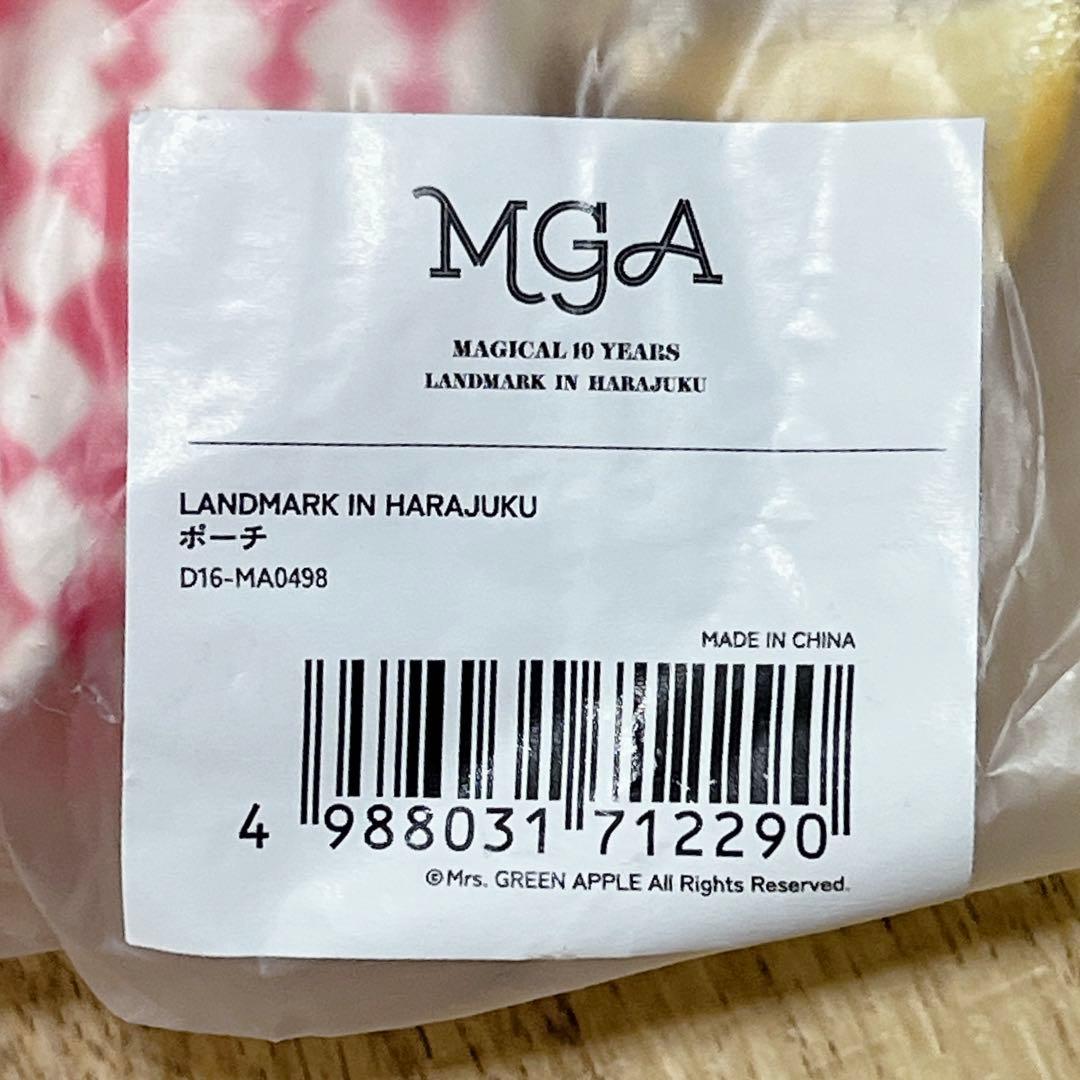 MGA
MAGICAL 10 YEARS
LANDMARK IN HARAJUKU
LANDMARK IN HARAJUKU
ポーチ
D16-MA0498
MADE IN CHINA
4 988031 712290
©Mrs. GREEN APPLE All Rights Reserved.